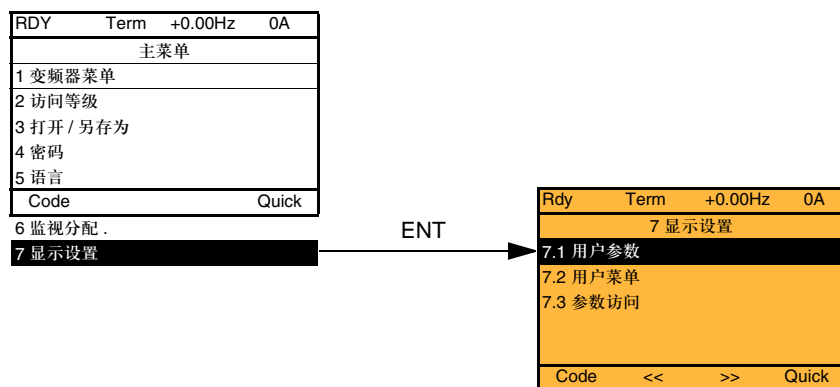 RDY Term +0.00Hz 0A
主菜单
1 变频器菜单
2 访问等级
3 打开 / 另存为
4 密码
5 语言
Code Quick
6 监视分配 .
7 显示设置
ENT
Rdy Term +0.00Hz 0A
7 显示设置
7.1 用户参数
7.2 用户菜单
7.3 参数访问
Code << >> Quick